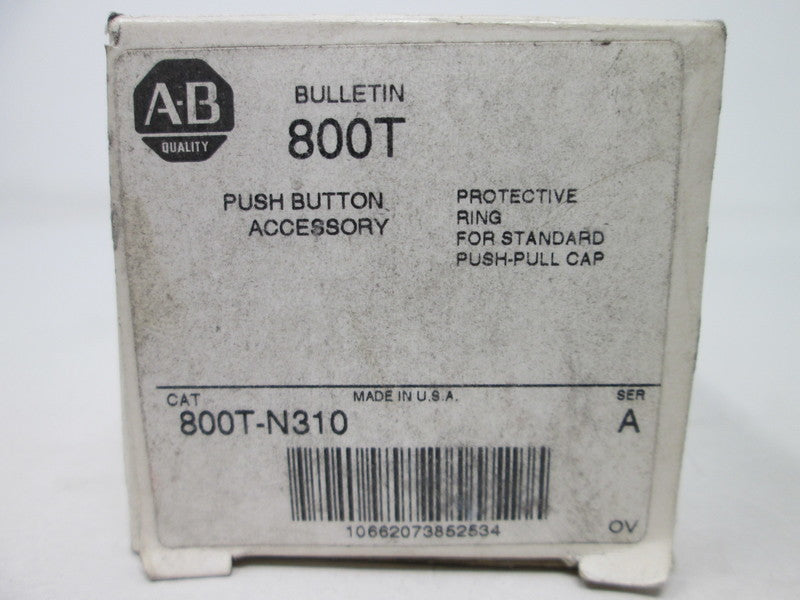 A-B
QUALITY
BULLETIN
800T
PUSH BUTTON
ACCESSORY
PROTECTIVE
RING
FOR STANDARD
PUSH-PULL CAP
CAT
MADE IN U.S.A.
SER
800T-N310
A
10662073852534
OV